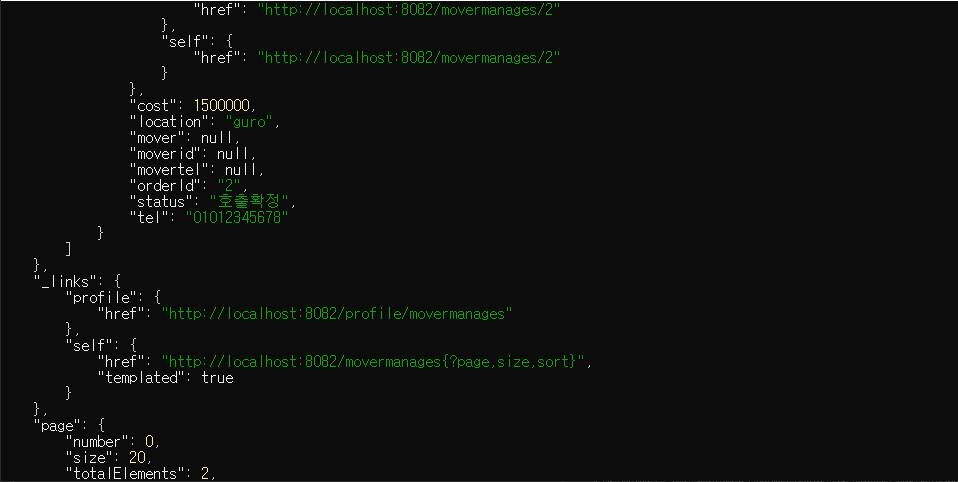 "href": "http://localhost:8082/movermanages/2"
},
"self": {
"href": "http://localhost:8082/movermanages/2"
}
},
"cost": 1500000,
"location": "guro",
"mover": null,
"moverid": null,
"movertel": null,
"orderId": "2",
"status": "호출확정",
"tel": "01012345678"
}
]
},
"_links": {
"profile": {
"href": "http://localhost:8082/profile/movermanages"
},
"self": {
"href": "http://localhost:8082/movermanages{?page,size,sort}",
"templated": true
}
},
"page": {
"number": 0,
"size": 20,
"totalElements": 2,